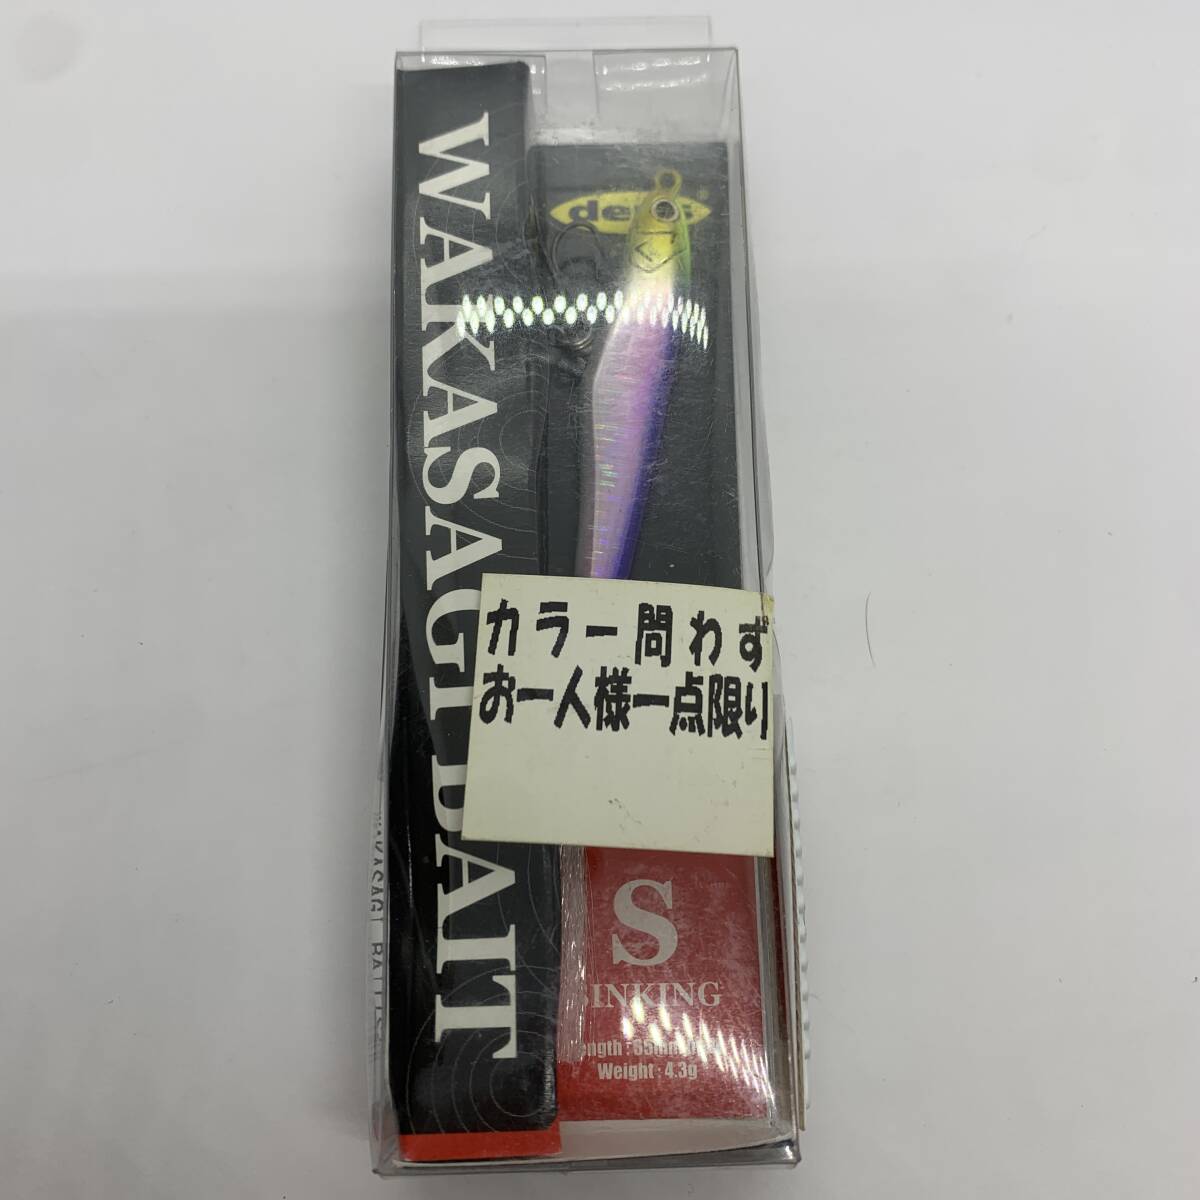 WAKASAGI BAIT
deps
カラー問わず
お一人様一点限り
S
SINKING
Weight : 4.3g